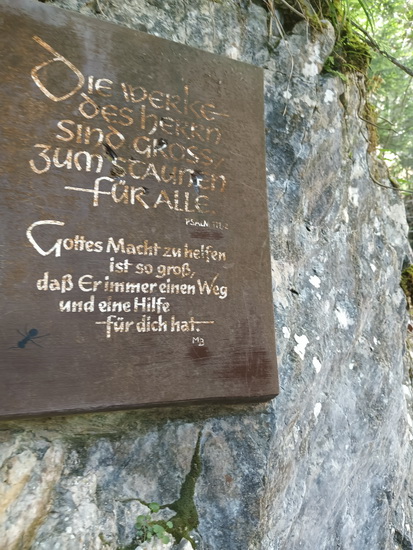 Die Werke
des Herrn
sind gross,
zum Staunen
für alle
PSALM 111,2
Gottes Macht zu helfen
ist so groß,
daß Er immer einen Weg
und eine Hilfe
für dich hat.
MB